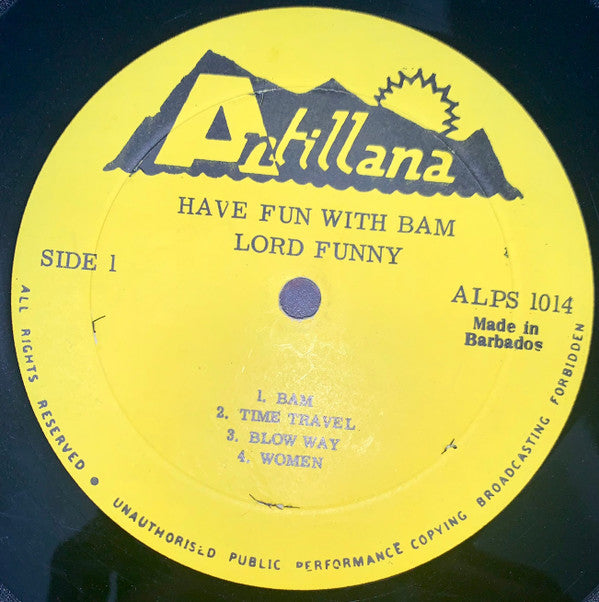 Antillana
HAVE FUN WITH BAM
LORD FUNNY
SIDE 1
ALPS 1014
Made in
Barbados
1. BAM
2. TIME TRAVEL
3. BLOW WAY
4. WOMEN
ALL RIGHTS RESERVED ● UNAUTHORISED PUBLIC PERFORMANCE COPYING BROADCASTING FORBIDDEN